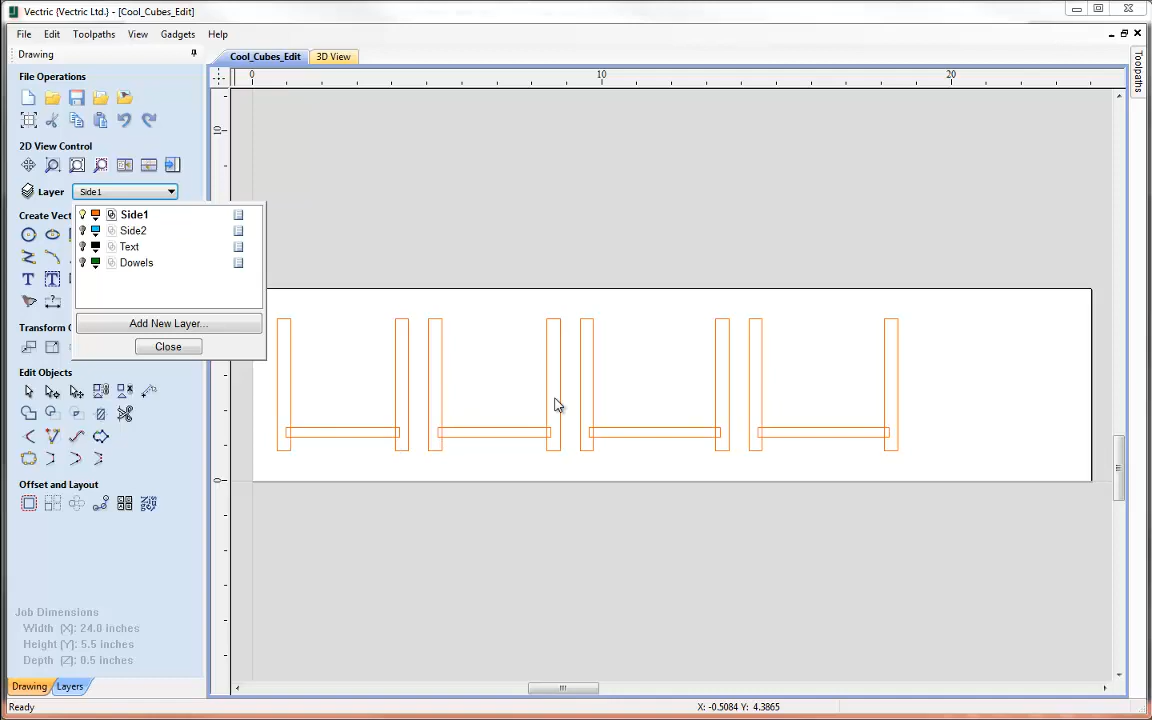 Vectric {Vectric Ltd.} - [Cool_Cubes_Edit]
File Edit Toolpaths View Gadgets Help
Drawing
Cool_Cubes_Edit 3D View
Toolpaths
File Operations
0 10 20
10
0
2D View Control
Layer Side1
Side1
Side2
Text
Dowels
Add New Layer...
Close
Create Vect
Transform O
Edit Objects
Offset and Layout
Job Dimensions
Width (X): 24.0 inches
Height (Y): 5.5 inches
Depth (Z): 0.5 inches
Drawing Layers
Ready X: -0.5084 Y: 4.3865